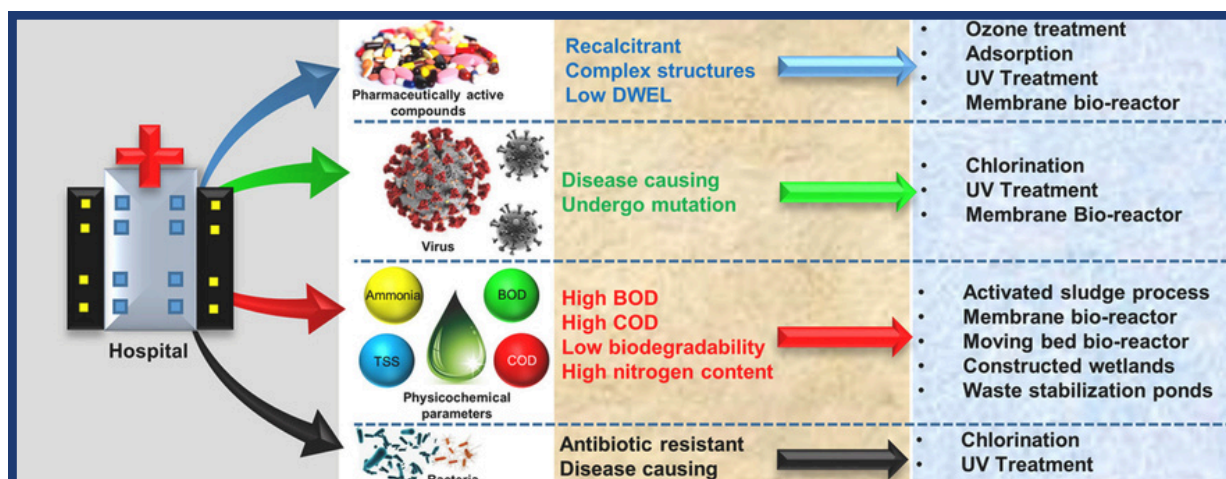 Hospital
Pharmaceutically active
compounds
Recalcitrant
Complex structures
Low DWEL
• Ozone treatment
• Adsorption
• UV Treatment
• Membrane bio-reactor
Virus
Disease causing
Undergo mutation
• Chlorination
• UV Treatment
• Membrane Bio-reactor
Ammonia
BOD
TSS
COD
Physicochemical
parameters
High BOD
High COD
Low biodegradability
High nitrogen content
• Activated sludge process
• Membrane bio-reactor
• Moving bed bio-reactor
• Constructed wetlands
• Waste stabilization ponds
Bacteria
Antibiotic resistant
Disease causing
• Chlorination
• UV Treatment